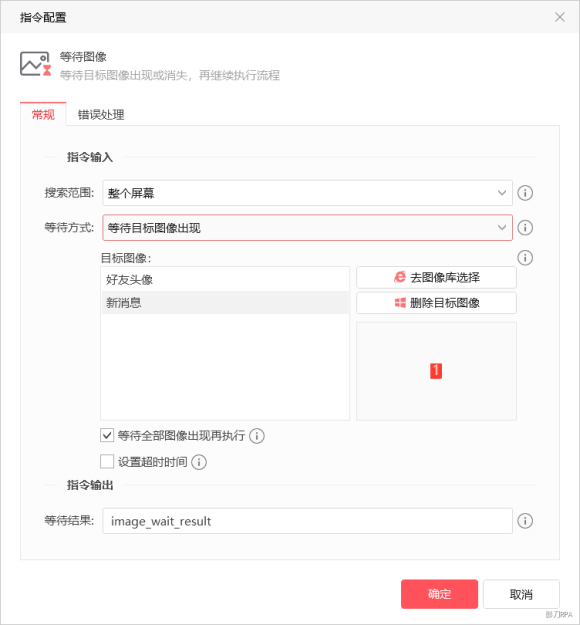 指令配置
等待图像
等待目标图像出现或消失，再继续执行流程
常规 错误处理
指令输入
搜索范围: 整个屏幕
等待方式: 等待目标图像出现
目标图像:
好友头像 去图像库选择
新消息 删除目标图像
1
等待全部图像出现再执行
设置超时时间
指令输出
等待结果: image_wait_result
确定 取消
影刀RPA